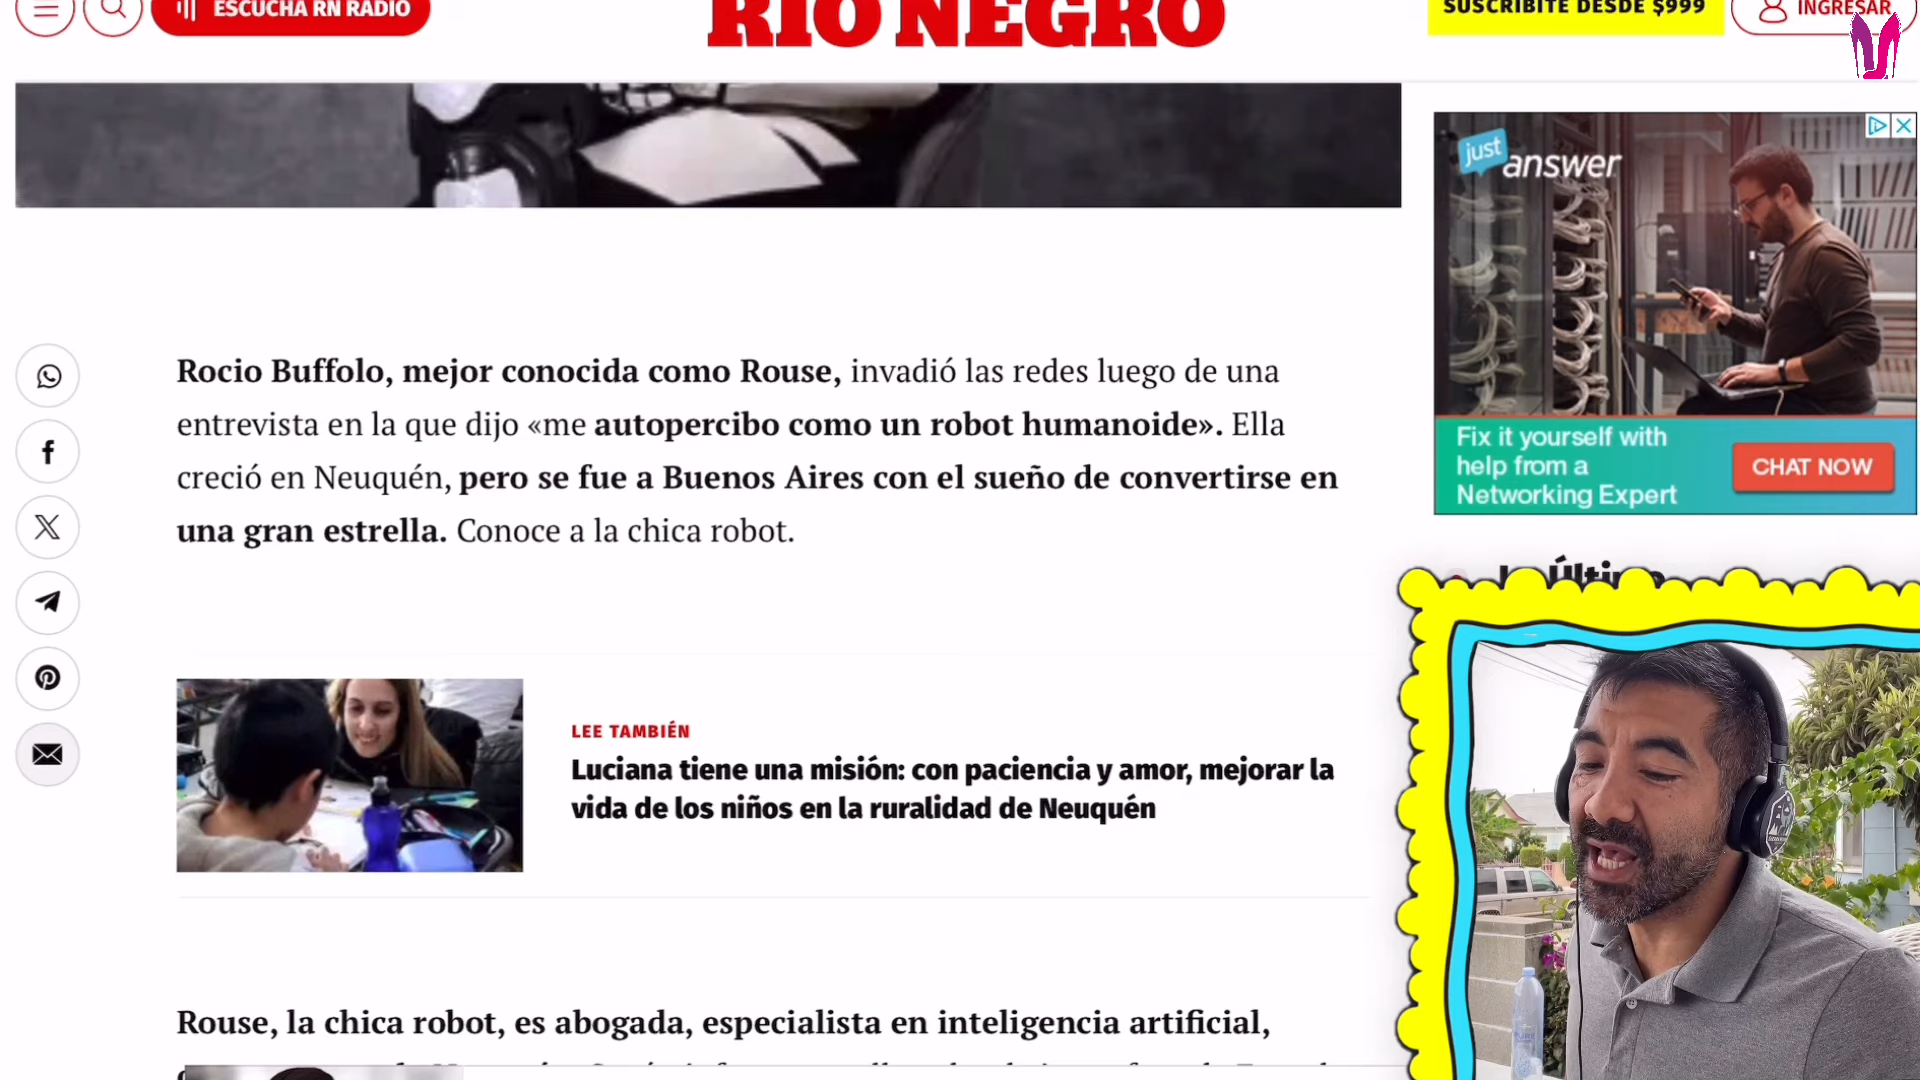 ESCUCHÁ RN RADIO
RIO NEGRO
SUSCRIBITE DESDE $999
INGRESAR
just
answer
Fix it yourself with
help from a
Networking Expert
CHAT NOW
Rocio Buffolo, mejor conocida como Rouse, invadió las redes luego de una
entrevista en la que dijo «me autopercibo como un robot humanoide». Ella
creció en Neuquén, pero se fue a Buenos Aires con el sueño de convertirse en
una gran estrella. Conoce a la chica robot.
LEE TAMBIÉN
Luciana tiene una misión: con paciencia y amor, mejorar la
vida de los niños en la ruralidad de Neuquén
Rouse, la chica robot, es abogada, especialista en inteligencia artificial,